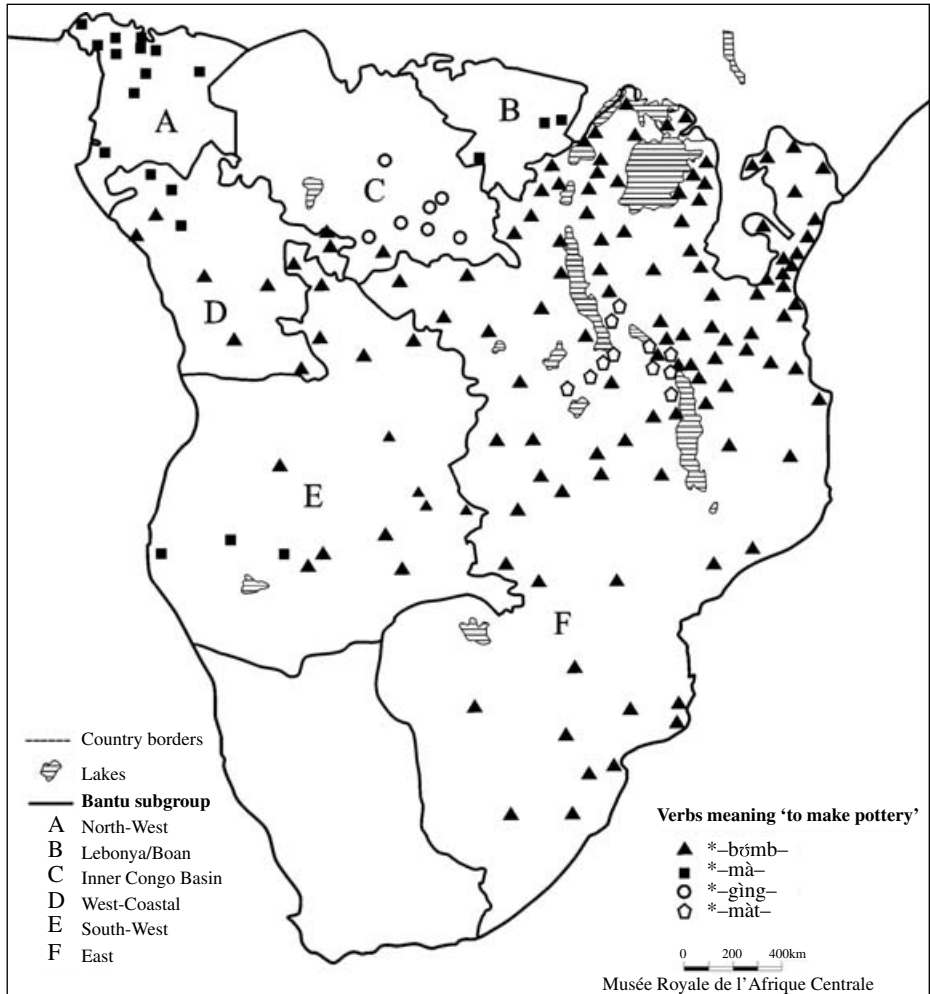 A
B
C
D
E
F
Country borders
Lakes
Bantu subgroup
A North-West
B Lebonya/Boan
C Inner Congo Basin
D West-Coastal
E South-West
F East
Verbs meaning ‘to make pottery’
*–bʊ́mb–
*–mà–
*–gìng–
*–màt–
0 200 400km
Musée Royale de l'Afrique Centrale